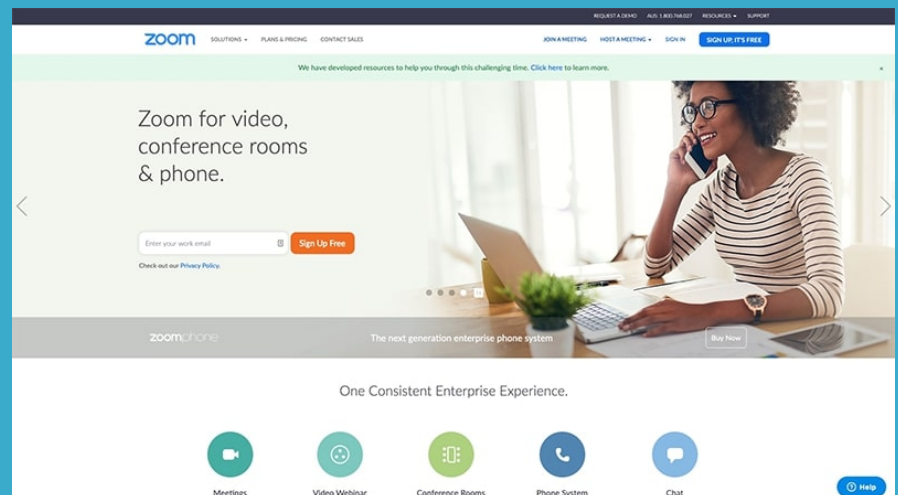 REQUEST A DEMO AUS: 1.800.768.027 RESOURCES SUPPORT
zoom SOLUTIONS PLANS & PRICING CONTACT SALES JOIN A MEETING HOST A MEETING SIGN IN SIGN UP, IT'S FREE
We have developed resources to help you through this challenging time. Click here to learn more.
Zoom for video,
conference rooms
& phone.
Enter your work email Sign Up Free
Check out our Privacy Policy.
zoomphone The next generation enterprise phone system Buy Now
One Consistent Enterprise Experience.
Meetings Video Webinar Conference Rooms Phone System Chat
Help